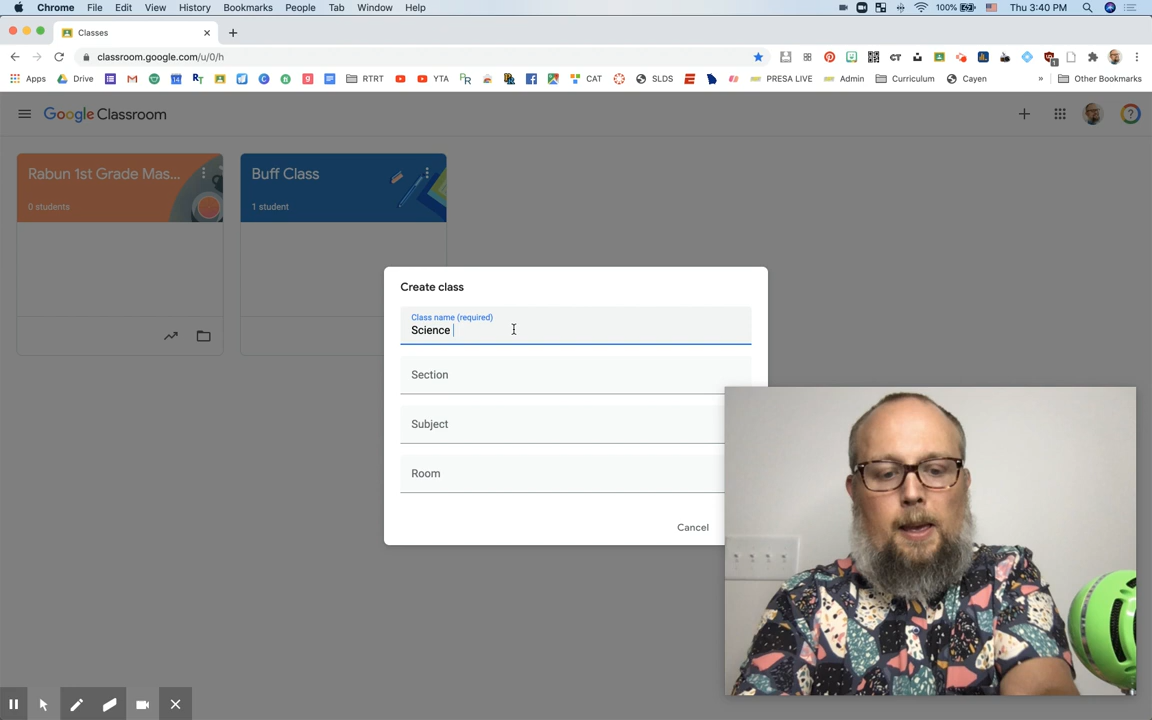 Chrome File Edit View History Bookmarks People Tab Window Help 100% Thu 3:40 PM
Classes
classroom.google.com/u/0/h
Apps Drive RTRT YTA CAT SLDS PRESA LIVE Admin Curriculum Cayen » Other Bookmarks
Google Classroom
Rabun 1st Grade Mas... Buff Class
0 students 1 student
Create class
Class name (required)
Science
Section
Subject
Room
Cancel